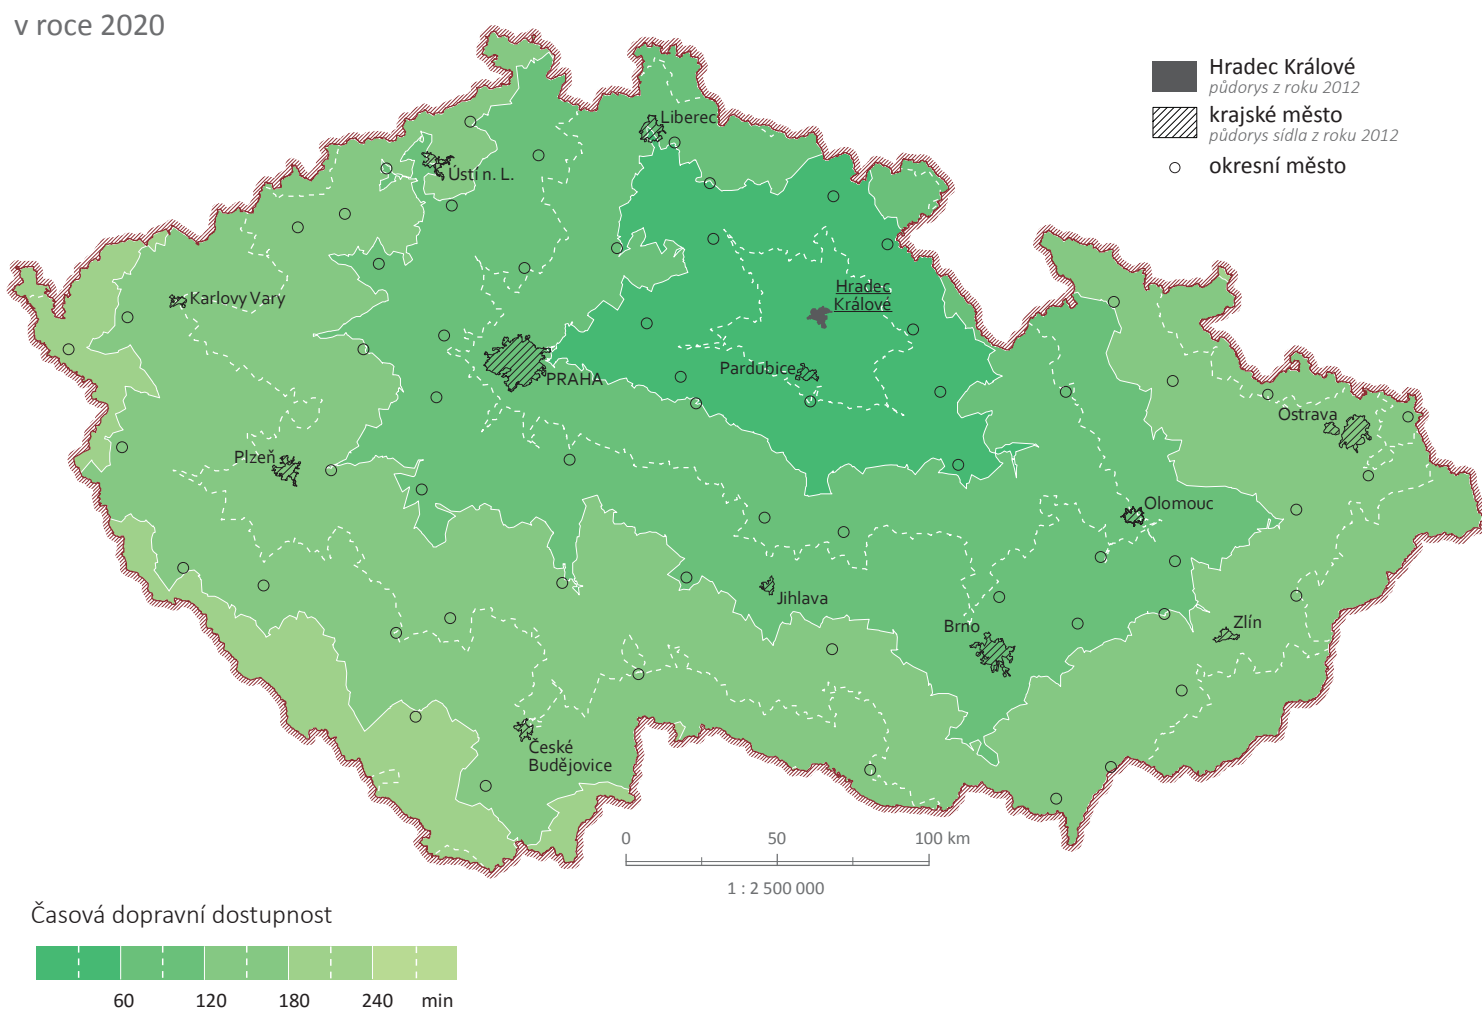 v roce 2020
Hradec Králové
půdorys z roku 2012
krajské město
půdorys sídla z roku 2012
okresní město
Liberec
Ústí n. L.
Karlovy Vary
Hradec
Králové
PRAHA
Pardubice
Ostrava
Plzeň
Olomouc
Jihlava
Brno
Zlín
České
Budějovice
0 50 100 km
1 : 2 500 000
Časová dopravní dostupnost
60 120 180 240 min